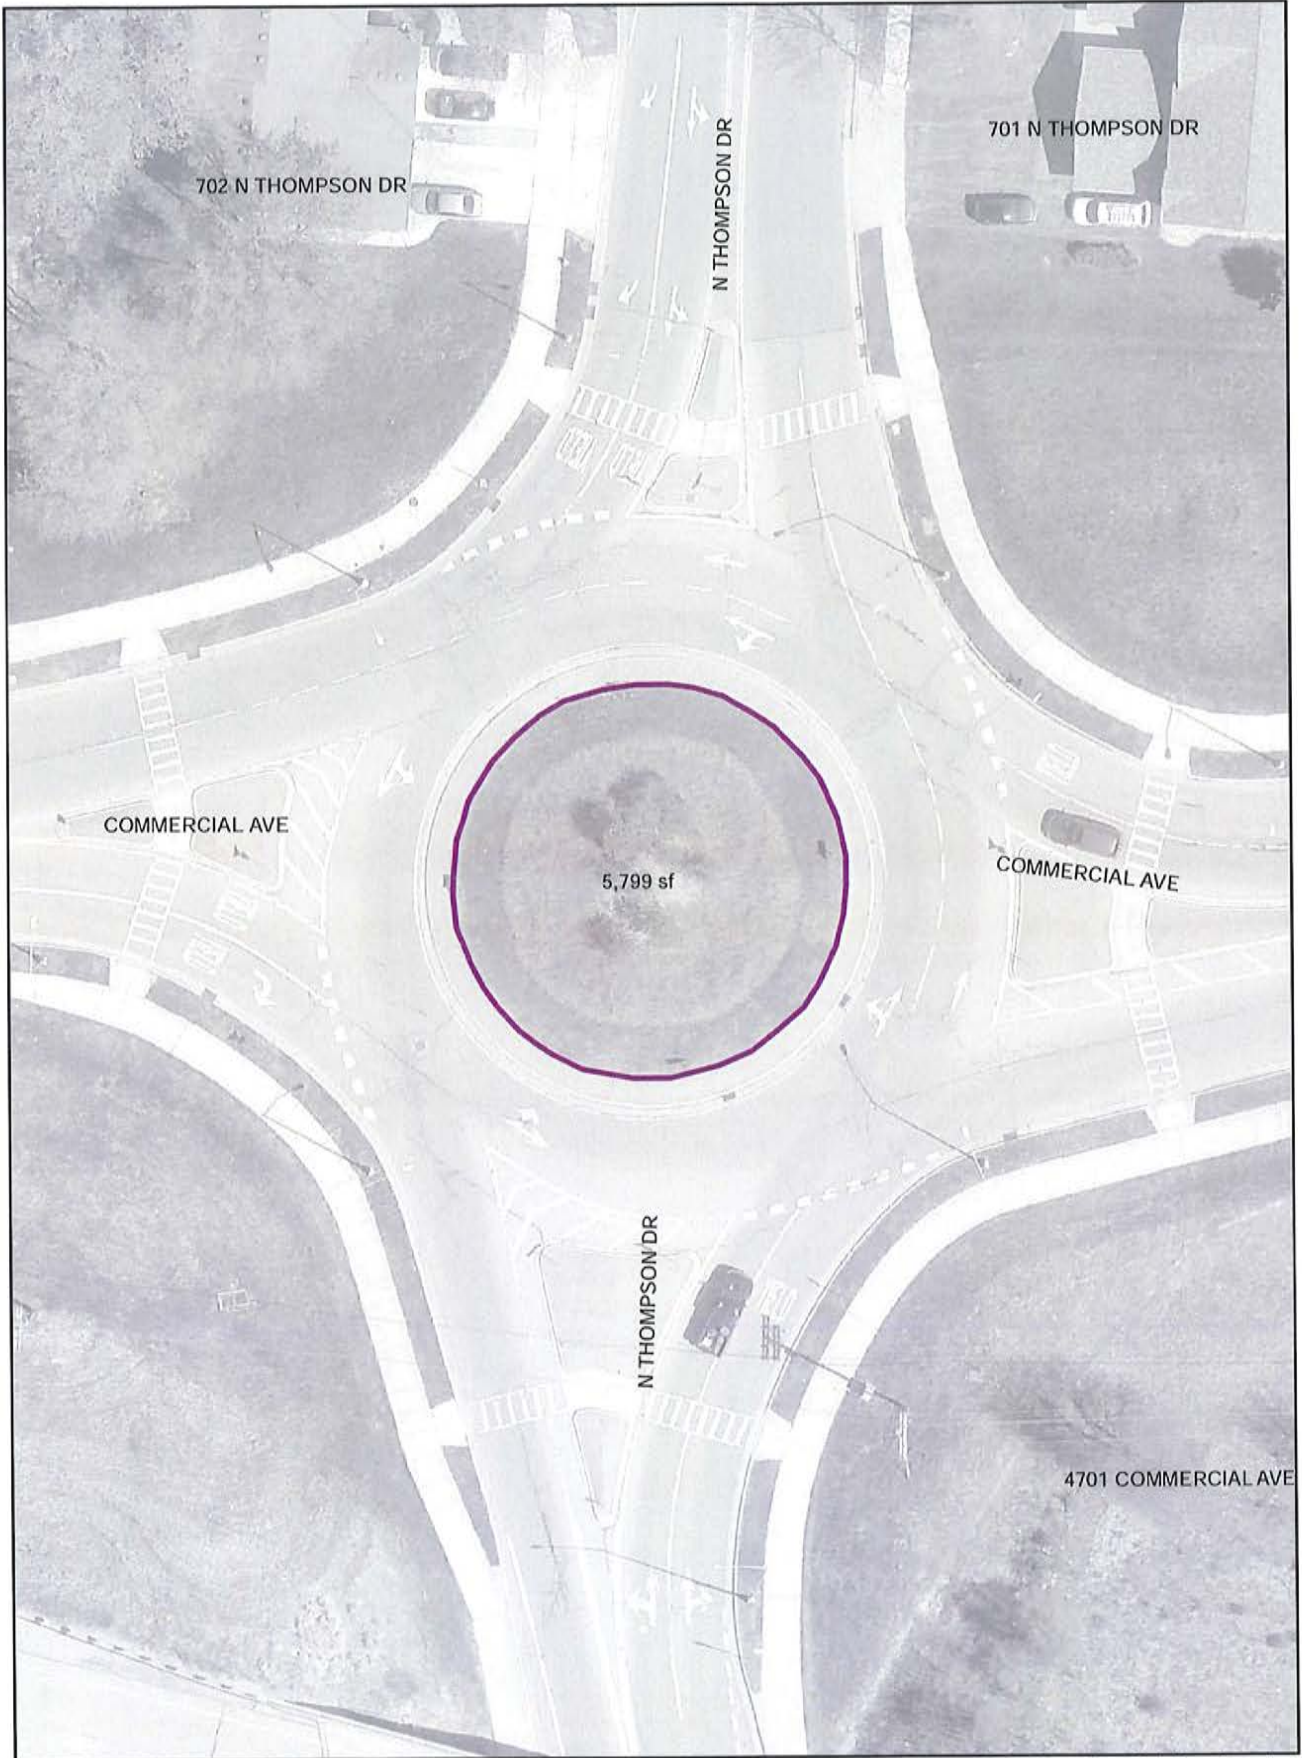 N THOMPSON DR
701 N THOMPSON DR
702 N THOMPSON DR
COMMERCIAL AVE
COMMERCIAL AVE
5,799 sf
N THOMPSON DR
4701 COMMERCIAL AVE